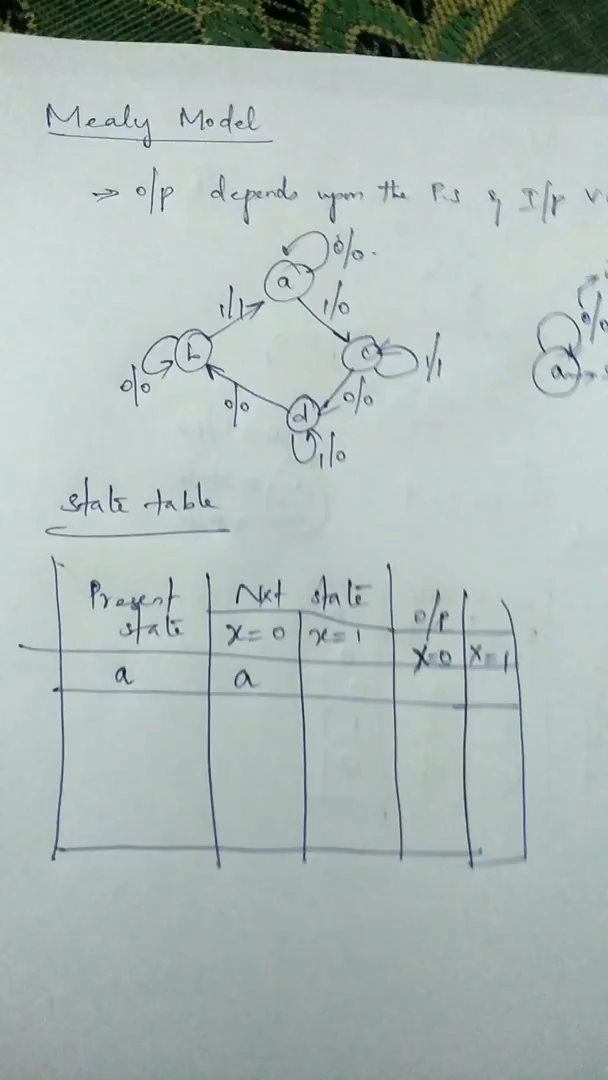 Mealy Model
→ o/p depends upon the P.S & I/p
0/0
a
1/1
1/0
b
c
0/0
1/1
0/0
0/0
d
1/0
0/0
a
state table
Present state
Nxt state
o/p
x=0
x=1
X=0
X=1
a
a